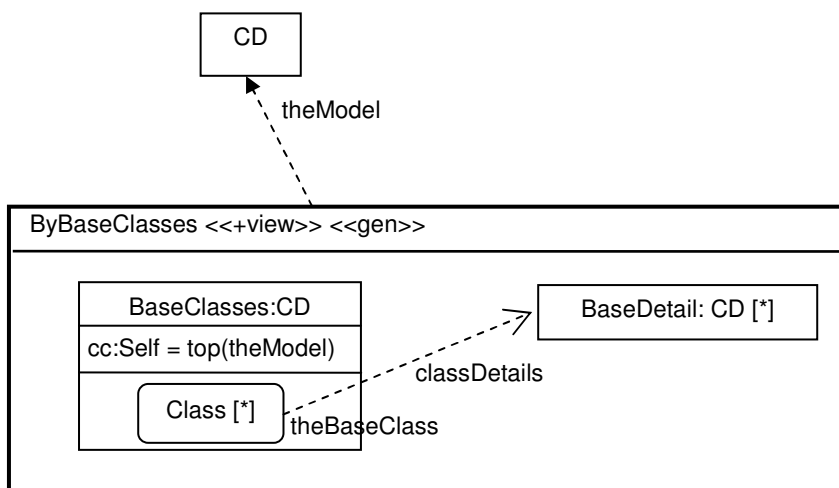 CD
theModel
ByBaseClasses <<+view>> <<gen>>
BaseClasses:CD
BaseDetail: CD [*]
cc:Self = top(theModel)
classDetails
Class [*]
theBaseClass